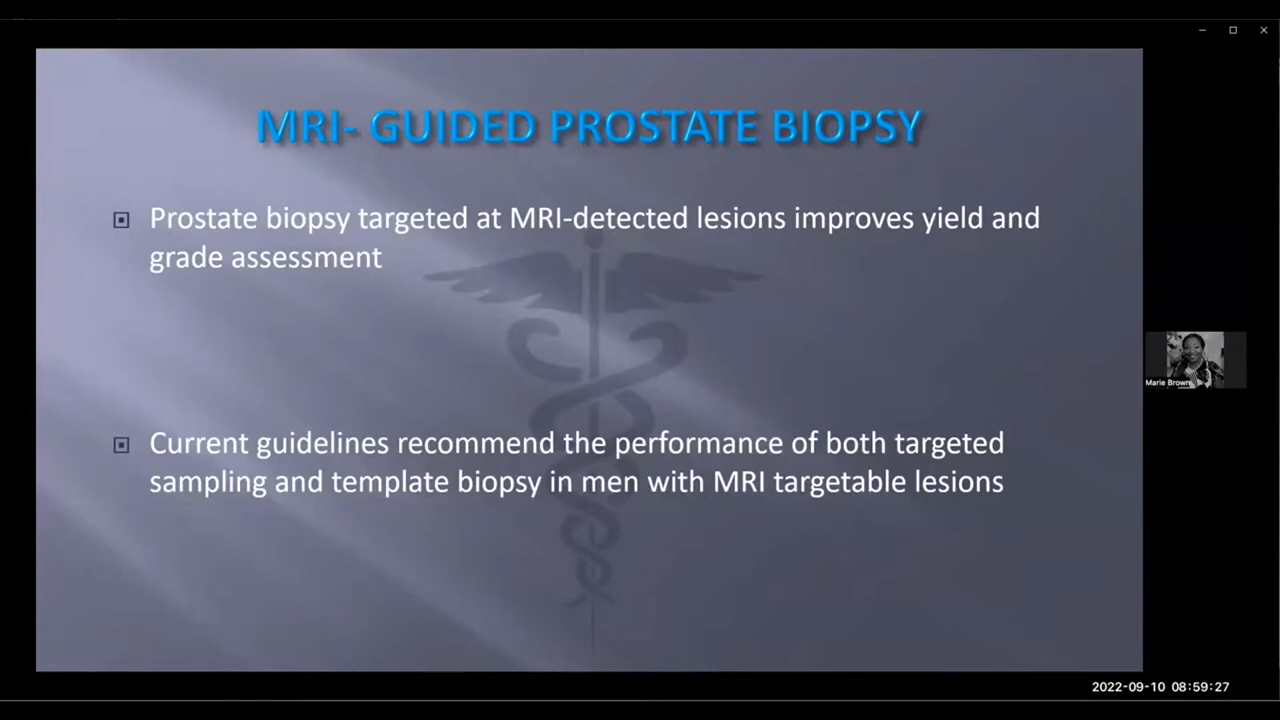 MRI- GUIDED PROSTATE BIOPSY
Prostate biopsy targeted at MRI-detected lesions improves yield and
grade assessment
Current guidelines recommend the performance of both targeted
sampling and template biopsy in men with MRI targetable lesions
Marie Brown
2022-09-10 08:59:27